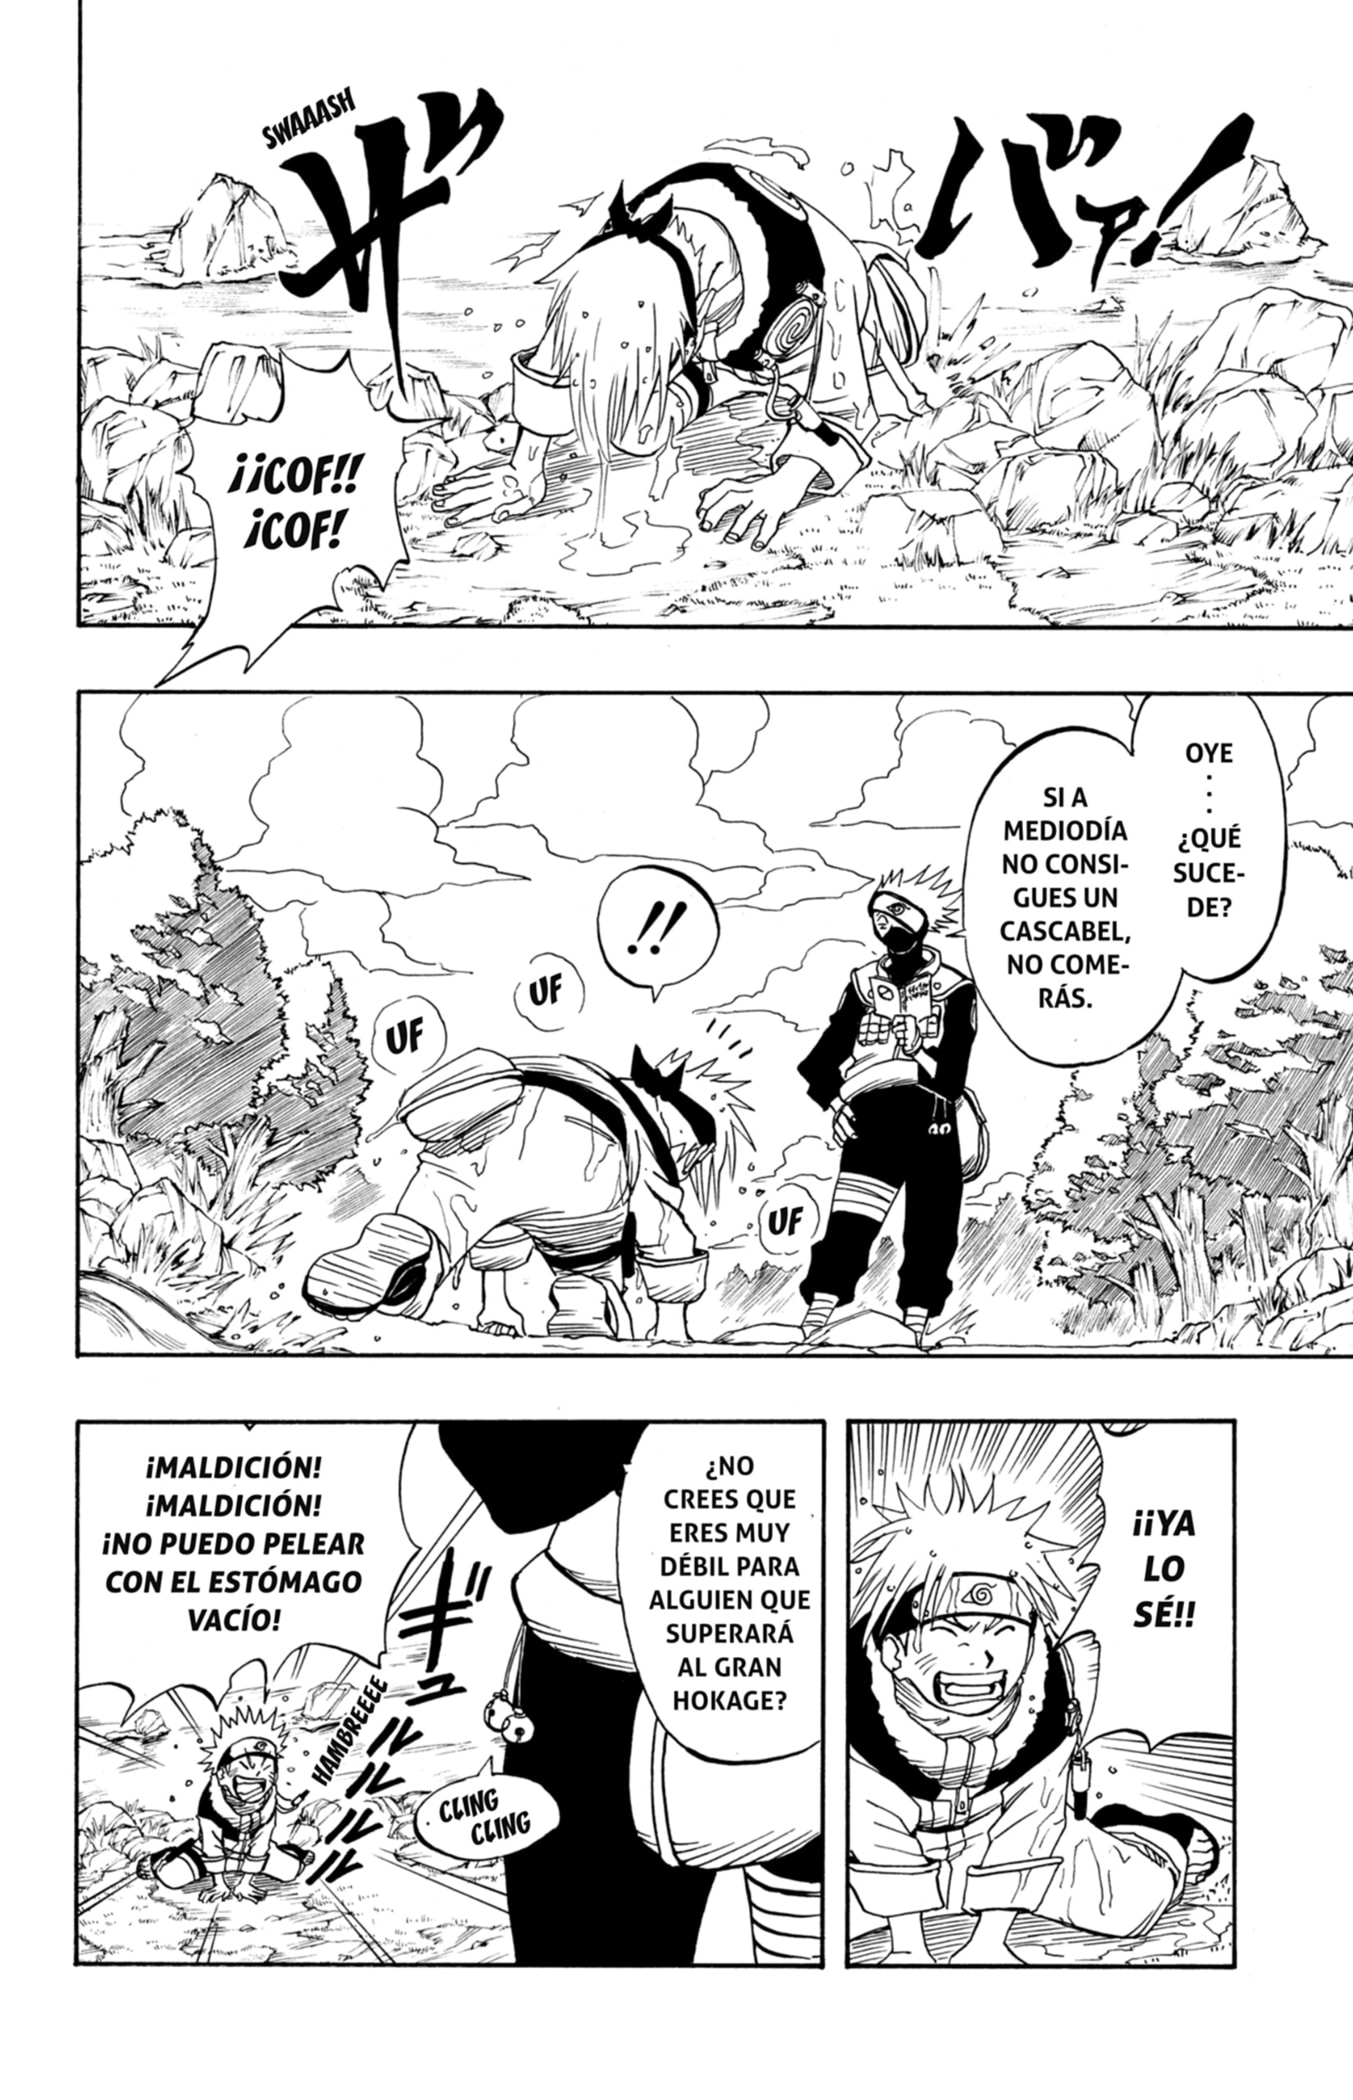 バァ!
SWAAASH
ザッ
¡¡COF!!
¡COF!
OYE
...
¿QUÉ
SUCE-
DE?
SI A
MEDIODÍA
NO CONSI-
GUES UN
CASCABEL,
NO COME-
RÁS.
!!
UF
UF
UF
¡¡YA
LO
SÉ!!
¿NO
CREES QUE
ERES MUY
DÉBIL PARA
ALGUIEN QUE
SUPERARÁ
AL GRAN
HOKAGE?
CLING
CLING
¡MALDICIÓN!
¡MALDICIÓN!
¡NO PUEDO PELEAR
CON EL ESTÓMAGO
VACÍO!
HAMBREEEE
ギュルルルルル